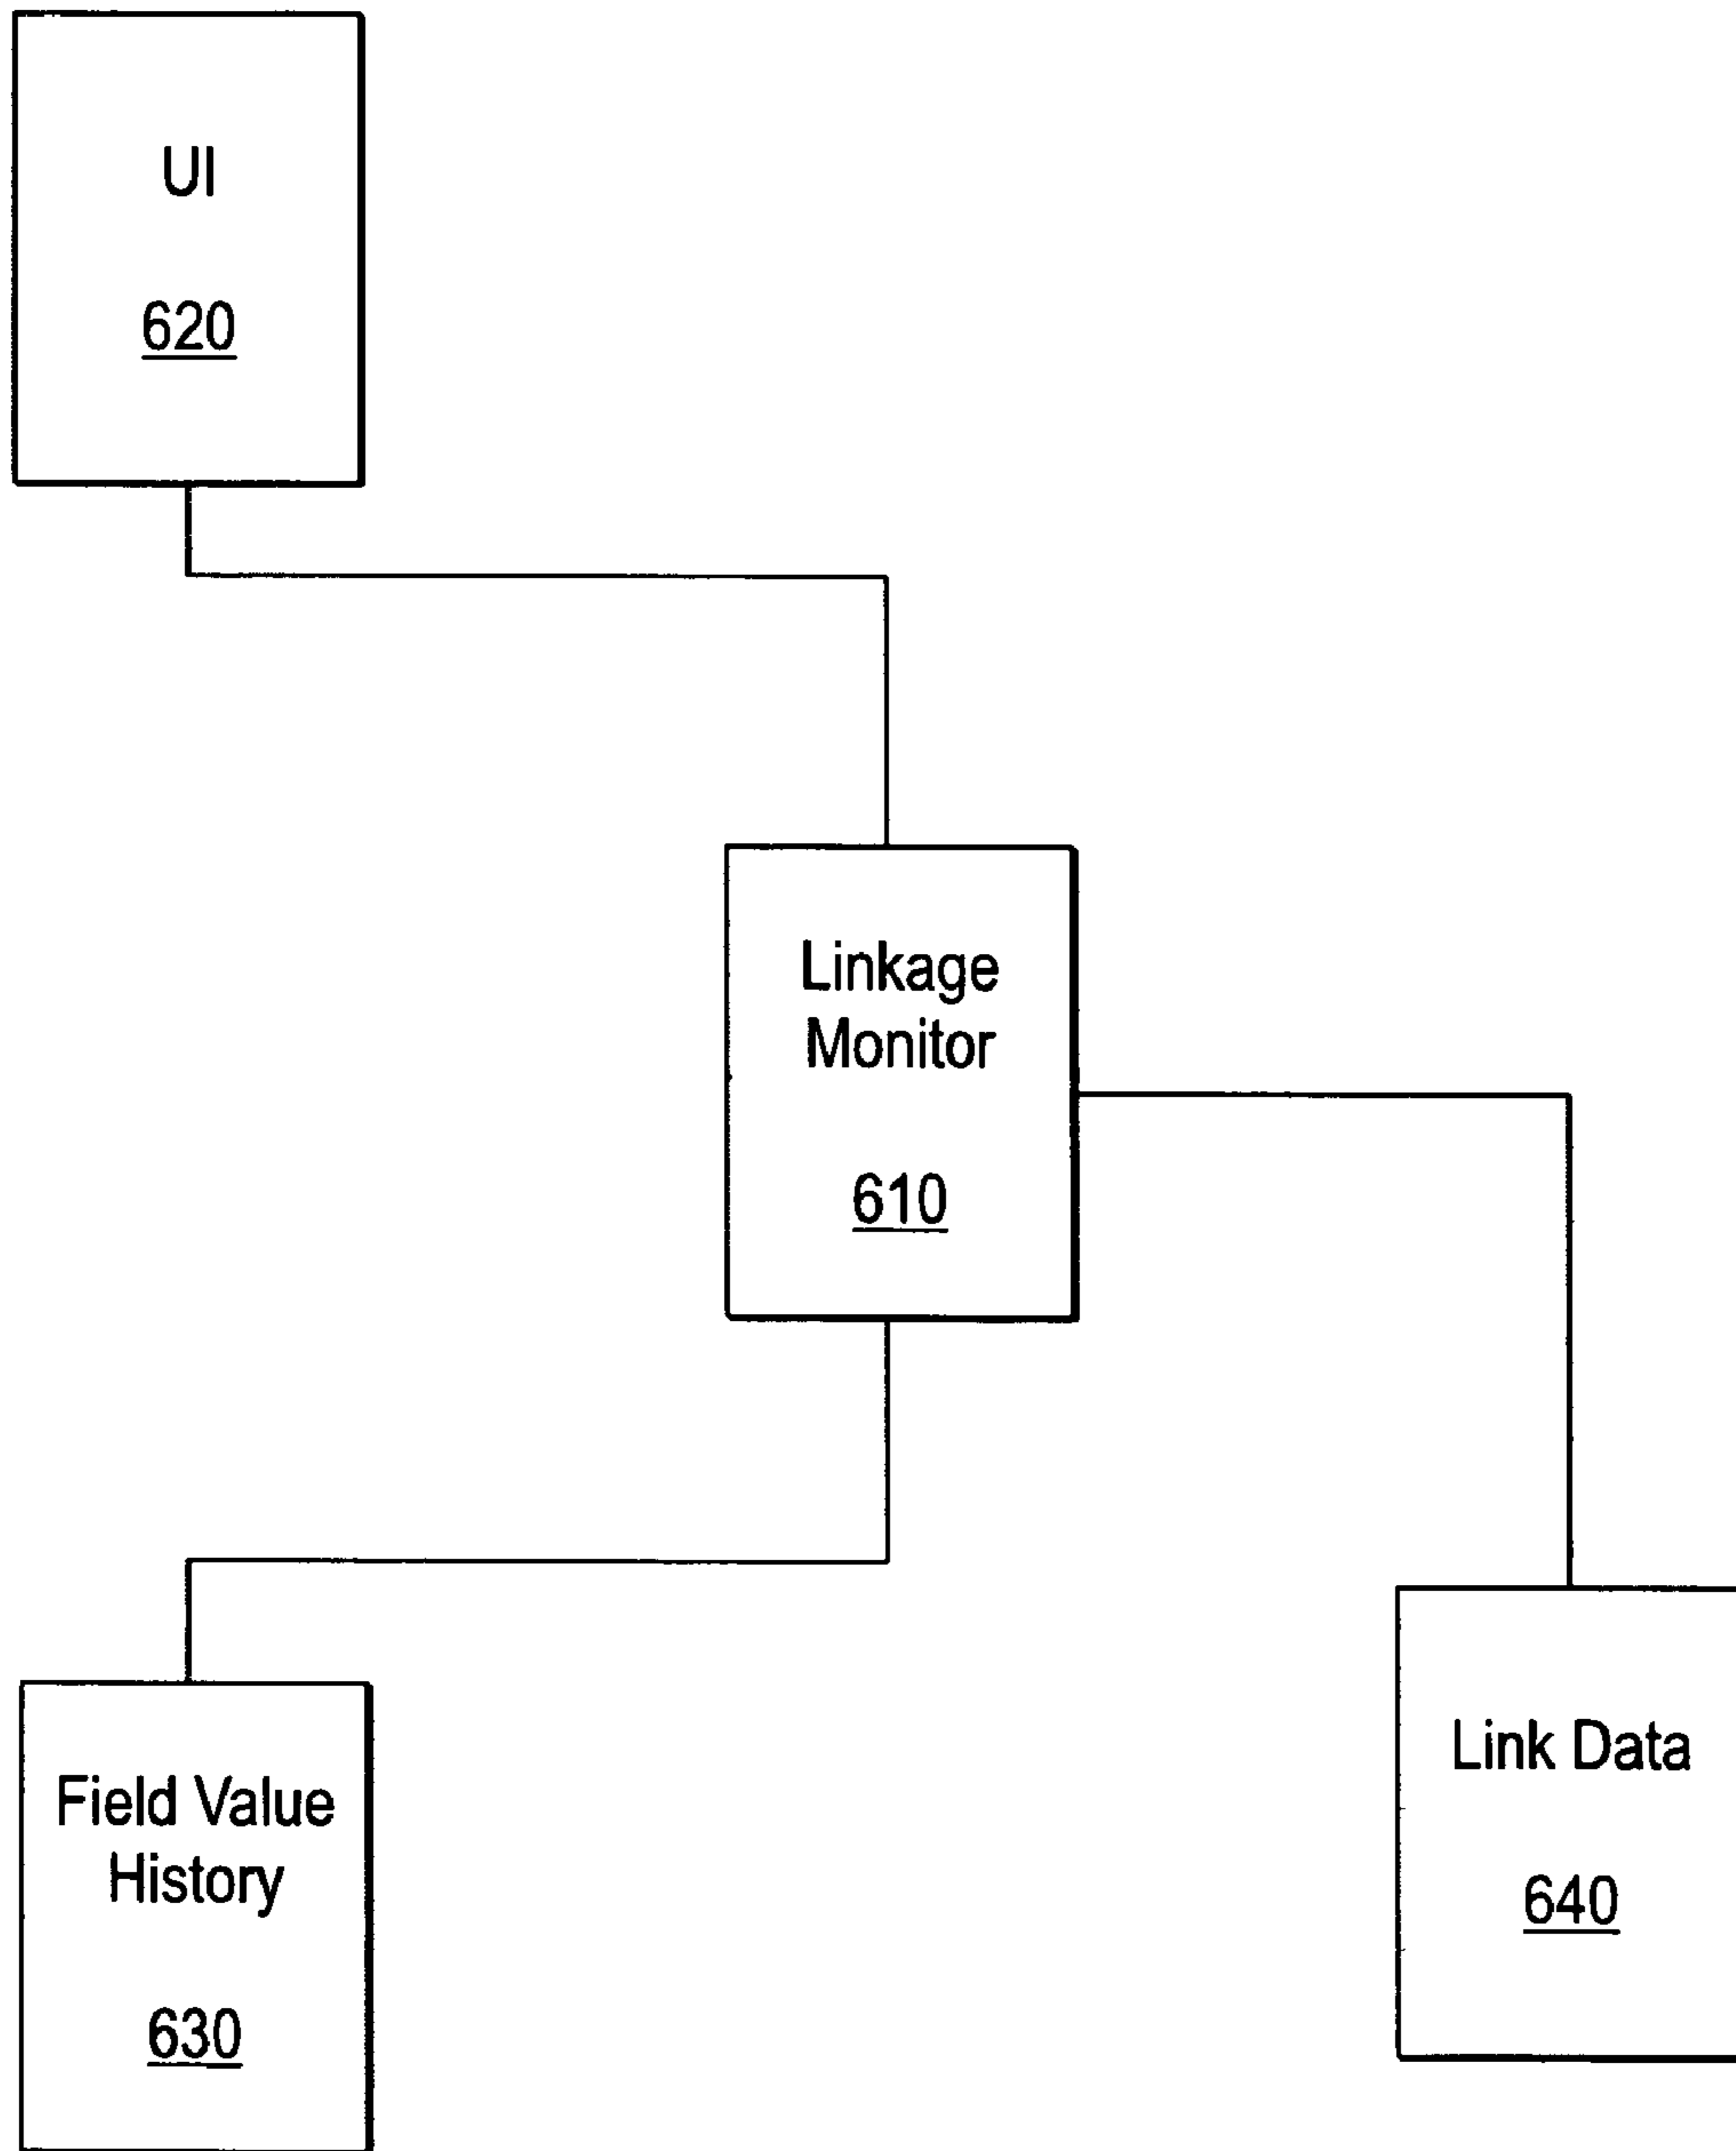 UI
620
Linkage
Monitor
610
Field Value
History
630
Link Data
640